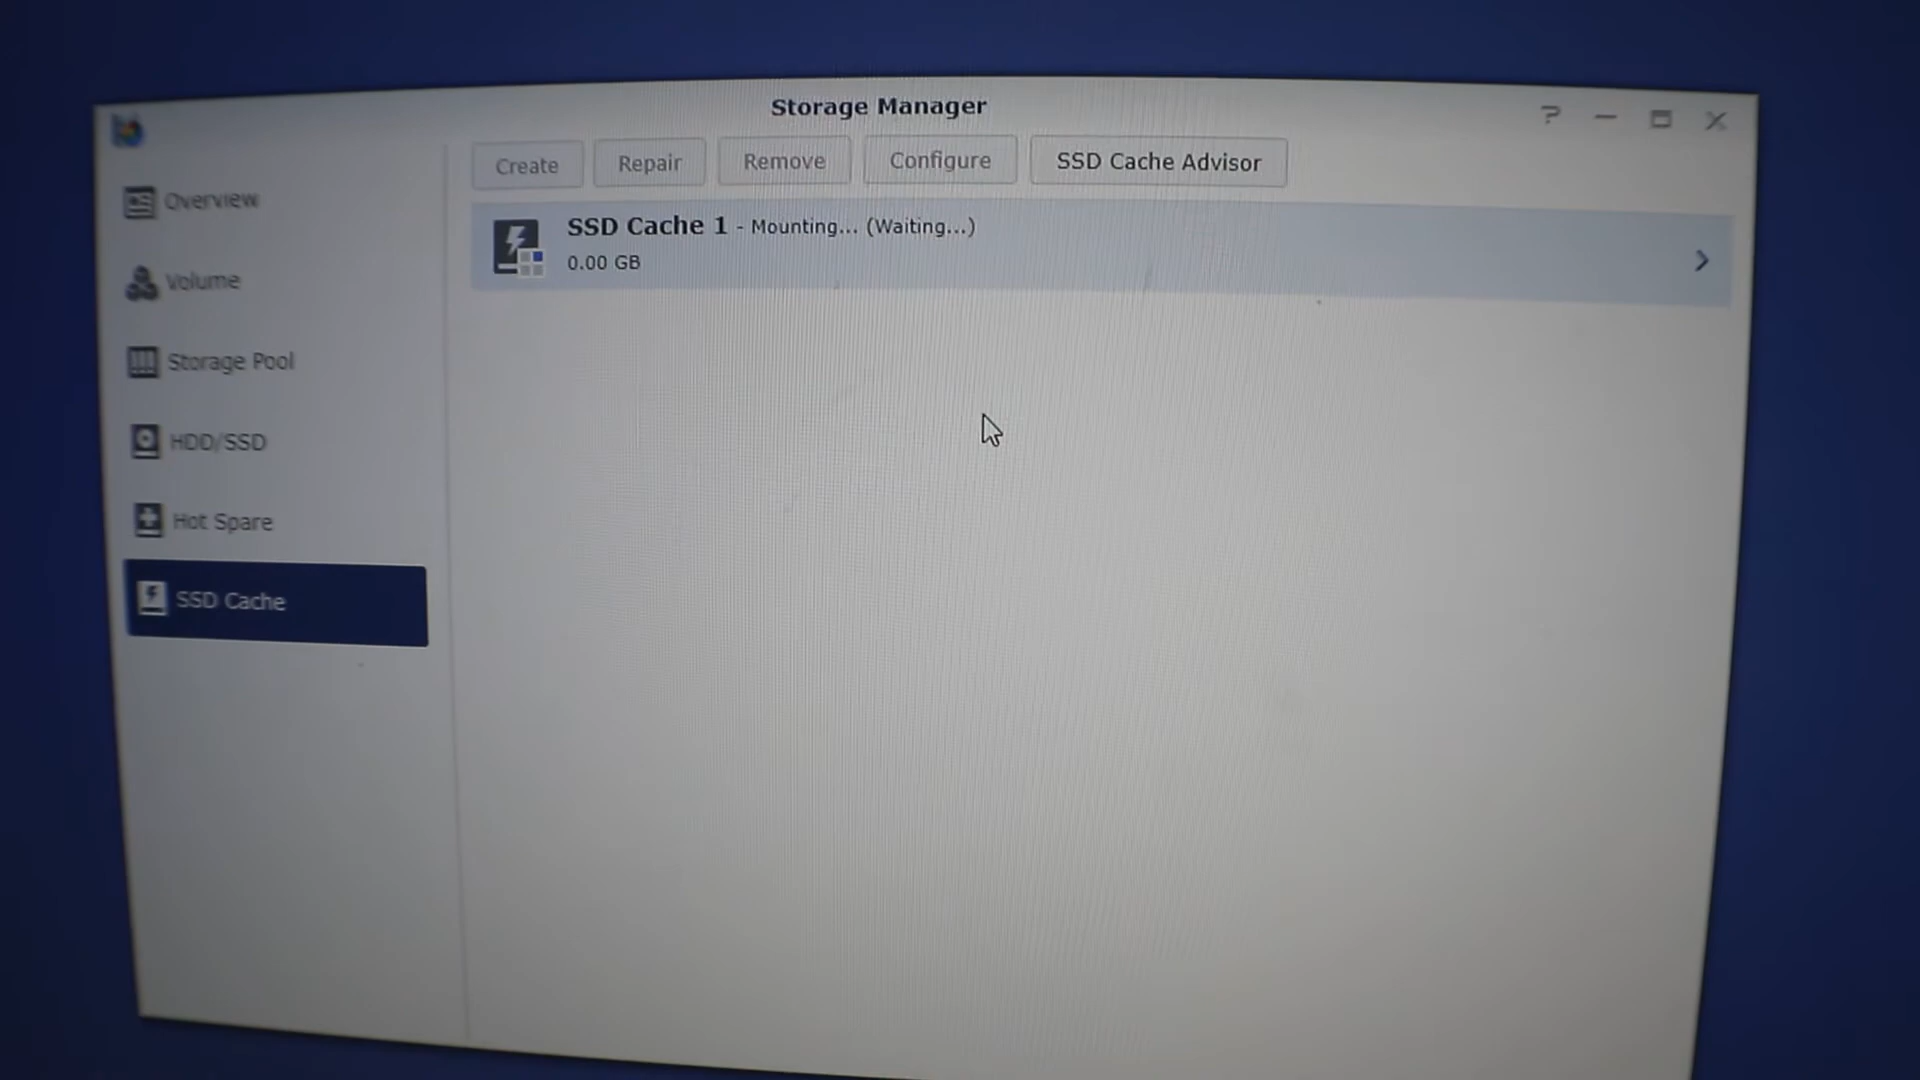 Storage Manager
Create Repair Remove Configure SSD Cache Advisor
Overview
Volume
Storage Pool
HDD/SSD
Hot Spare
SSD Cache
SSD Cache 1 - Mounting... (Waiting...)
0.00 GB